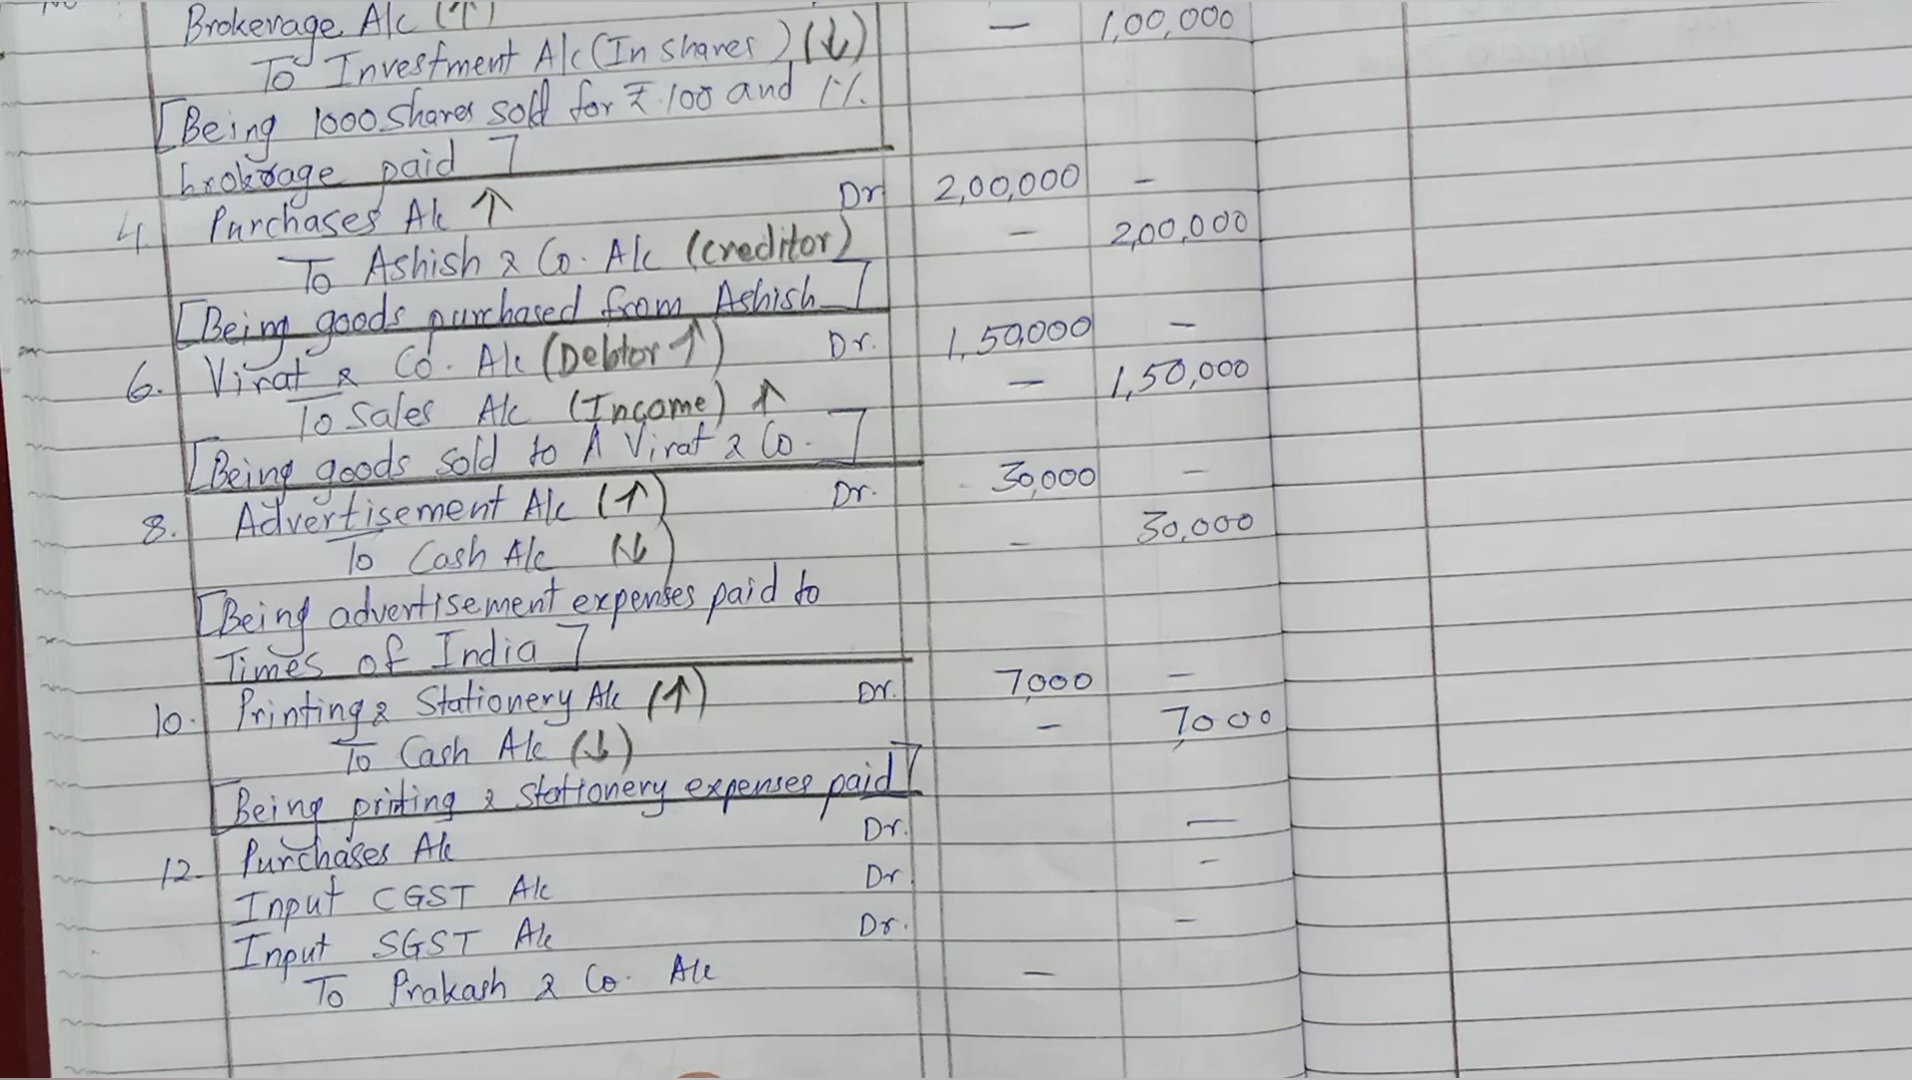 Brokerage A/c (↑) — 1,00,000
To Investment A/c (In shares) (↓)
[Being 1000 shares sold for ₹.100 and 1%
brokerage paid]
4. Purchases A/c ↑ Dr 2,00,000 —
To Ashish & Co. A/c (creditor) — 2,00,000
[Being goods purchased from Ashish]
6. Virat & Co. A/c (Debtor ↑) Dr. 1,50,000 —
To Sales A/c (Income) ↑ — 1,50,000
[Being goods sold to A Virat & Co.]
8. Advertisement A/c (↑) Dr. 30,000 —
To Cash A/c (↓) — 30,000
[Being advertisement expenses paid to
Times of India]
10. Printing & Stationery A/c (↑) Dr. 7,000 —
To Cash A/c (↓) — 7,000
[Being priting & stationery expenses paid]
12. Purchases A/c Dr. —
Input CGST A/c Dr —
Input SGST A/c Dr. —
To Prakash & Co. A/c —